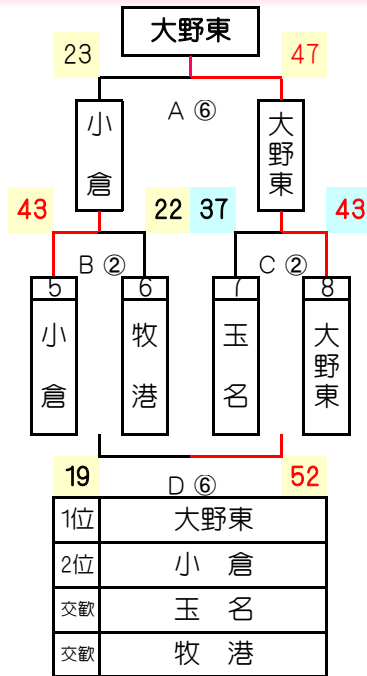 大野東
23 47
A ⑥
小倉 大野東
43 22 37 43
B ② C ②
5 6 7 8
小倉 牧港 玉名 大野東
19 52
D ⑥
1位 大野東
2位 小 倉
交歓 玉 名
交歓 牧 港